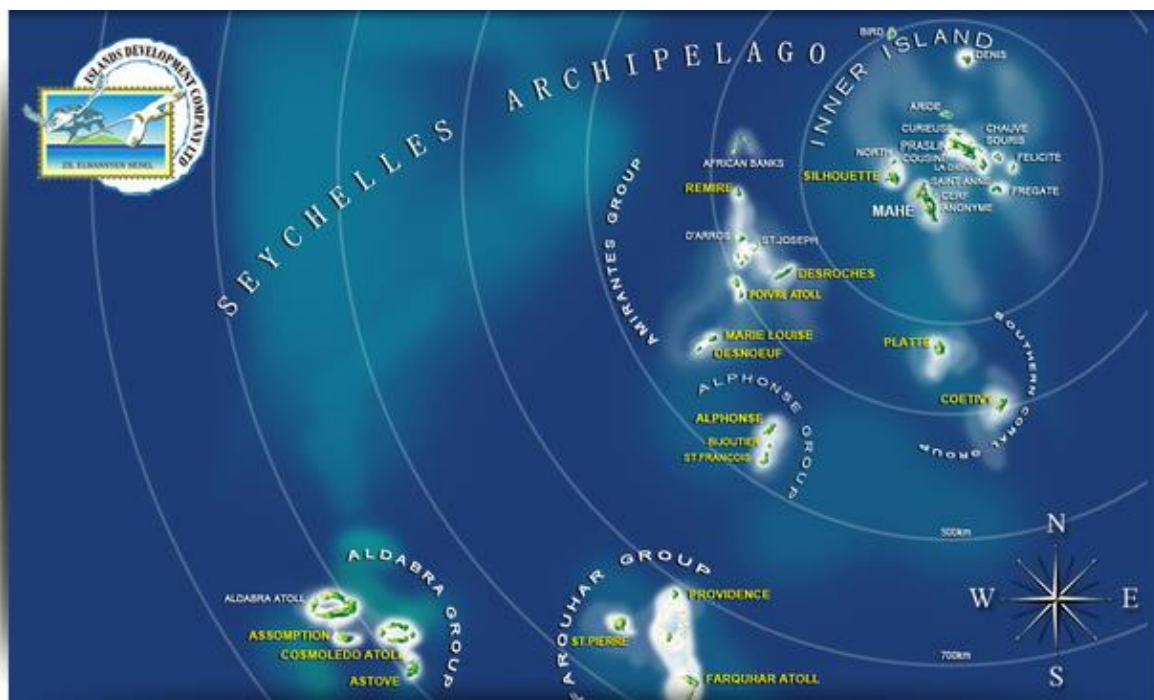 ISLANDS DEVELOPMENT COMPANY LTD
ZIL ELWANNYEN SESEL
SEYCHELLES ARCHIPELAGO
INNER ISLAND
BIRD
DENIS
ARIDE
CURIEUSE
CHAUVE
SOURIS
PRASLIN
NORTH
COUSINE
LA DIGUE
FELICITE
SILHOUETTE
SAINT ANNE
FREGATE
CERF
MAHE
ANONYME
AMIRANTES GROUP
AFRICAN BANKS
REMIRE
D'ARROS
ST.JOSEPH
DESROCHES
POIVRE ATOLL
MARIE LOUISE
DESNOEUF
SOUTHERN CORAL GROUP
PLATTE
COETIVY
ALPHONSE GROUP
ALPHONSE
BIJOUTIER
ST.FRANCOIS
500km
700km
N
W
E
S
ALDABRA GROUP
ALDABRA ATOLL
ASSOMPTION
COSMOLEDO ATOLL
ASTOVE
FARQUHAR GROUP
PROVIDENCE
ST.PIERRE
FARQUHAR ATOLL